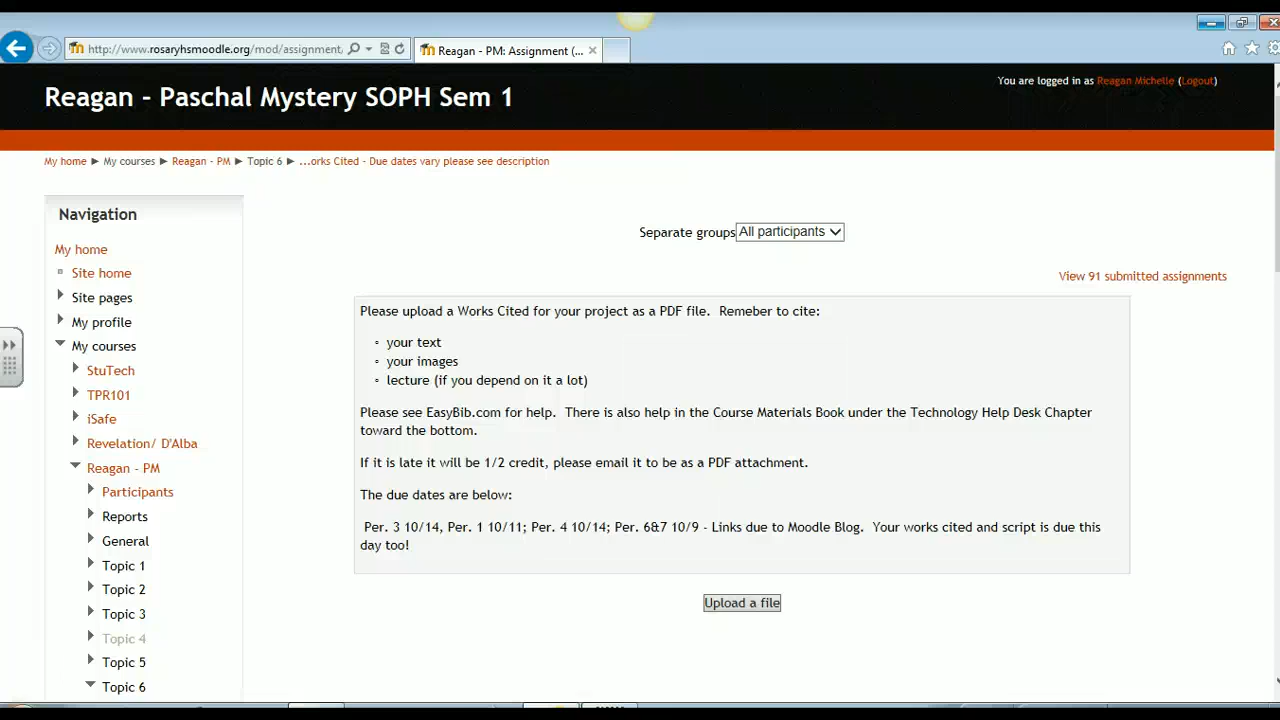 http://www.rosaryhsmoodle.org/mod/assignment,
Reagan - PM: Assignment (...
You are logged in as Reagan Michelle (Logout)
Reagan - Paschal Mystery SOPH Sem 1
My home ► My courses ► Reagan - PM ► Topic 6 ► ...orks Cited - Due dates vary please see description
Navigation
My home
Site home
Site pages
My profile
My courses
StuTech
TPR101
iSafe
Revelation/ D'Alba
Reagan - PM
Participants
Reports
General
Topic 1
Topic 2
Topic 3
Topic 4
Topic 5
Topic 6
Separate groups All participants
View 91 submitted assignments
Please upload a Works Cited for your project as a PDF file.  Remeber to cite:
your text
your images
lecture (if you depend on it a lot)
Please see EasyBib.com for help.  There is also help in the Course Materials Book under the Technology Help Desk Chapter
toward the bottom.
If it is late it will be 1/2 credit, please email it to be as a PDF attachment.
The due dates are below:
Per. 3 10/14, Per. 1 10/11; Per. 4 10/14; Per. 6&7 10/9 - Links due to Moodle Blog.  Your works cited and script is due this
day too!
Upload a file